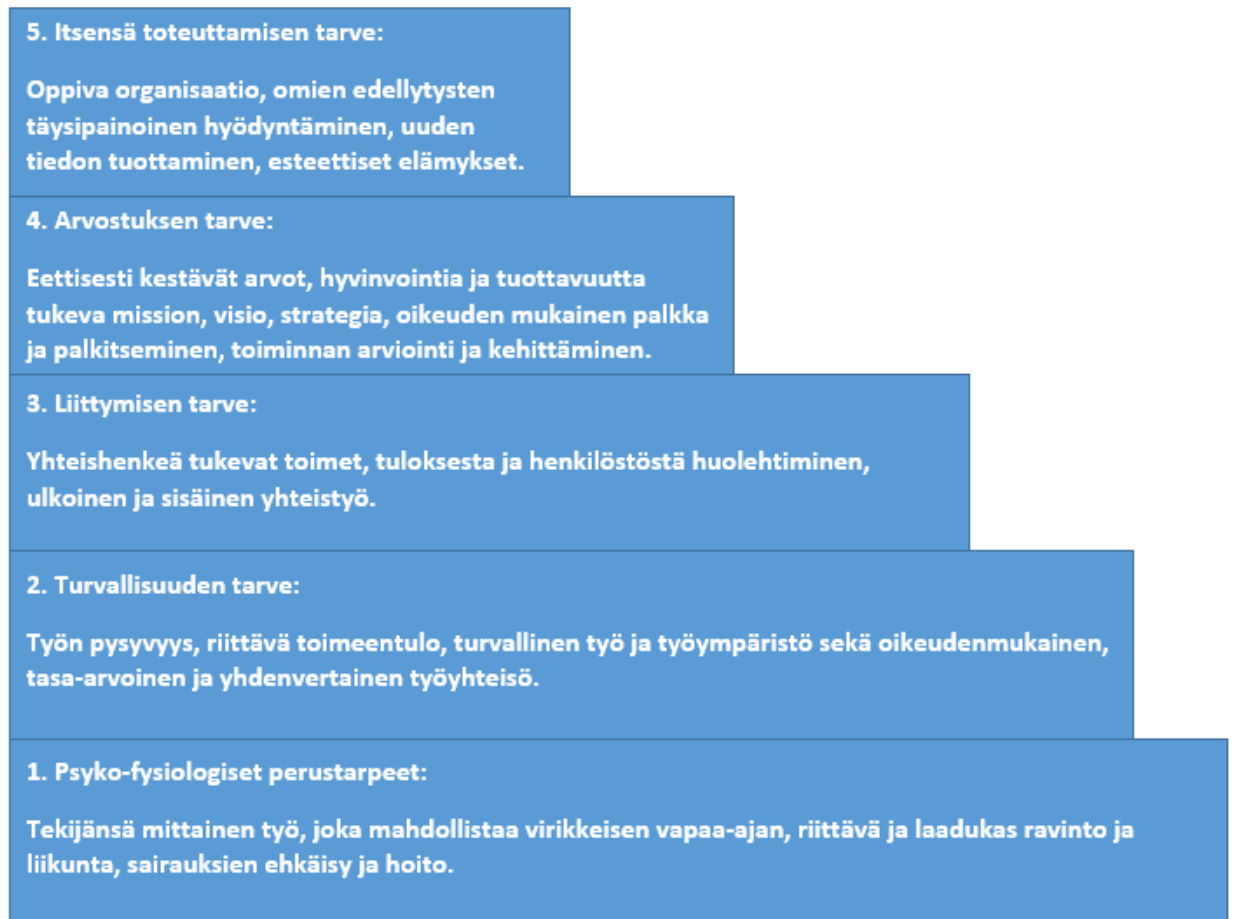 5. Itsensä toteuttamisen tarve:
Oppiva organisaatio, omien edellytysten
täysipainoinen hyödyntäminen, uuden
tiedon tuottaminen, esteettiset elämykset.
4. Arvostuksen tarve:
Eettisesti kestävät arvot, hyvinvointia ja tuottavuutta
tukeva mission, visio, strategia, oikeuden mukainen palkka
ja palkitseminen, toiminnan arviointi ja kehittäminen.
3. Liittymisen tarve:
Yhteishenkeä tukevat toimet, tuloksesta ja henkilöstöstä huolehtiminen,
ulkoinen ja sisäinen yhteistyö.
2. Turvallisuuden tarve:
Työn pysyvyys, riittävä toimeentulo, turvallinen työ ja työympäristö sekä oikeudenmukainen,
tasa-arvoinen ja yhdenvertainen työyhteisö.
1. Psyko-fysiologiset perustarpeet:
Tekijänsä mittainen työ, joka mahdollistaa virikkeisen vapaa-ajan, riittävä ja laadukas ravinto ja
liikunta, sairauksien ehkäisy ja hoito.